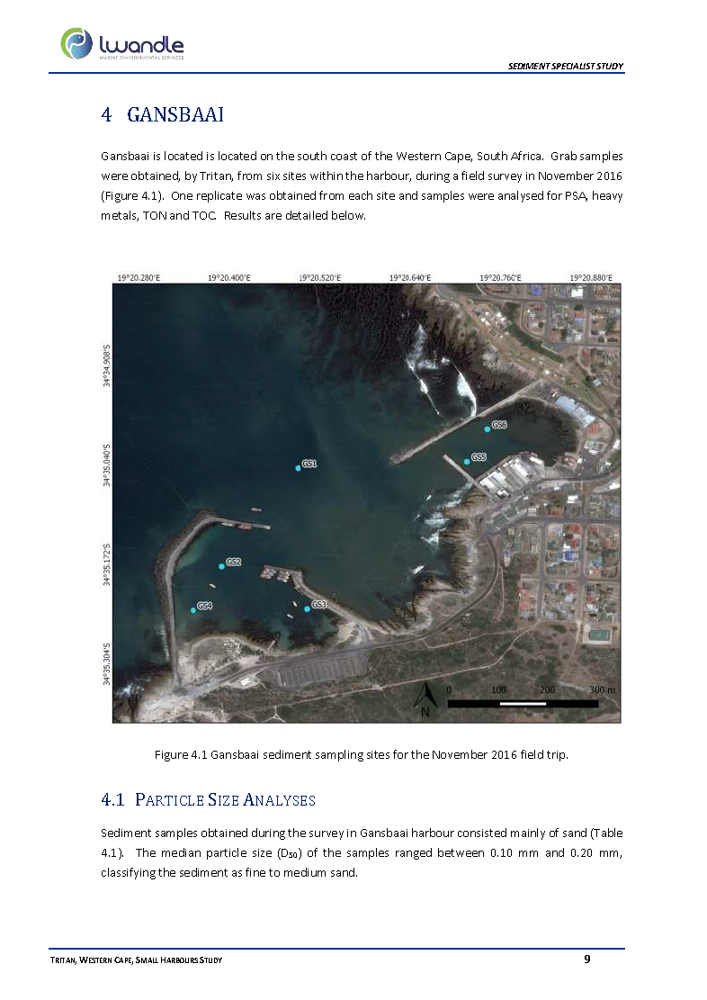 lwandle
MARINE ENVIRONMENTAL SERVICES
SEDIMENT SPECIALIST STUDY
4 GANSBAAI
Gansbaai is located is located on the south coast of the Western Cape, South Africa. Grab samples
were obtained, by Tritan, from six sites within the harbour, during a field survey in November 2016
(Figure 4.1). One replicate was obtained from each site and samples were analysed for PSA, heavy
metals, TON and TOC. Results are detailed below.
19°20.280'E 19°20.400'E 19°20.520'E 19°20.640'E 19°20.760'E 19°20.880'E
34°34.908'S
34°35.040'S
34°35.172'S
34°35.304'S
GS6
GS5
GS1
GS2
GS4
GS3
0 100 200 300 m
N
Figure 4.1 Gansbaai sediment sampling sites for the November 2016 field trip.
4.1 PARTICLE SIZE ANALYSES
Sediment samples obtained during the survey in Gansbaai harbour consisted mainly of sand (Table
4.1). The median particle size (D₅₀) of the samples ranged between 0.10 mm and 0.20 mm,
classifying the sediment as fine to medium sand.
TRITAN, WESTERN CAPE, SMALL HARBOURS STUDY 9